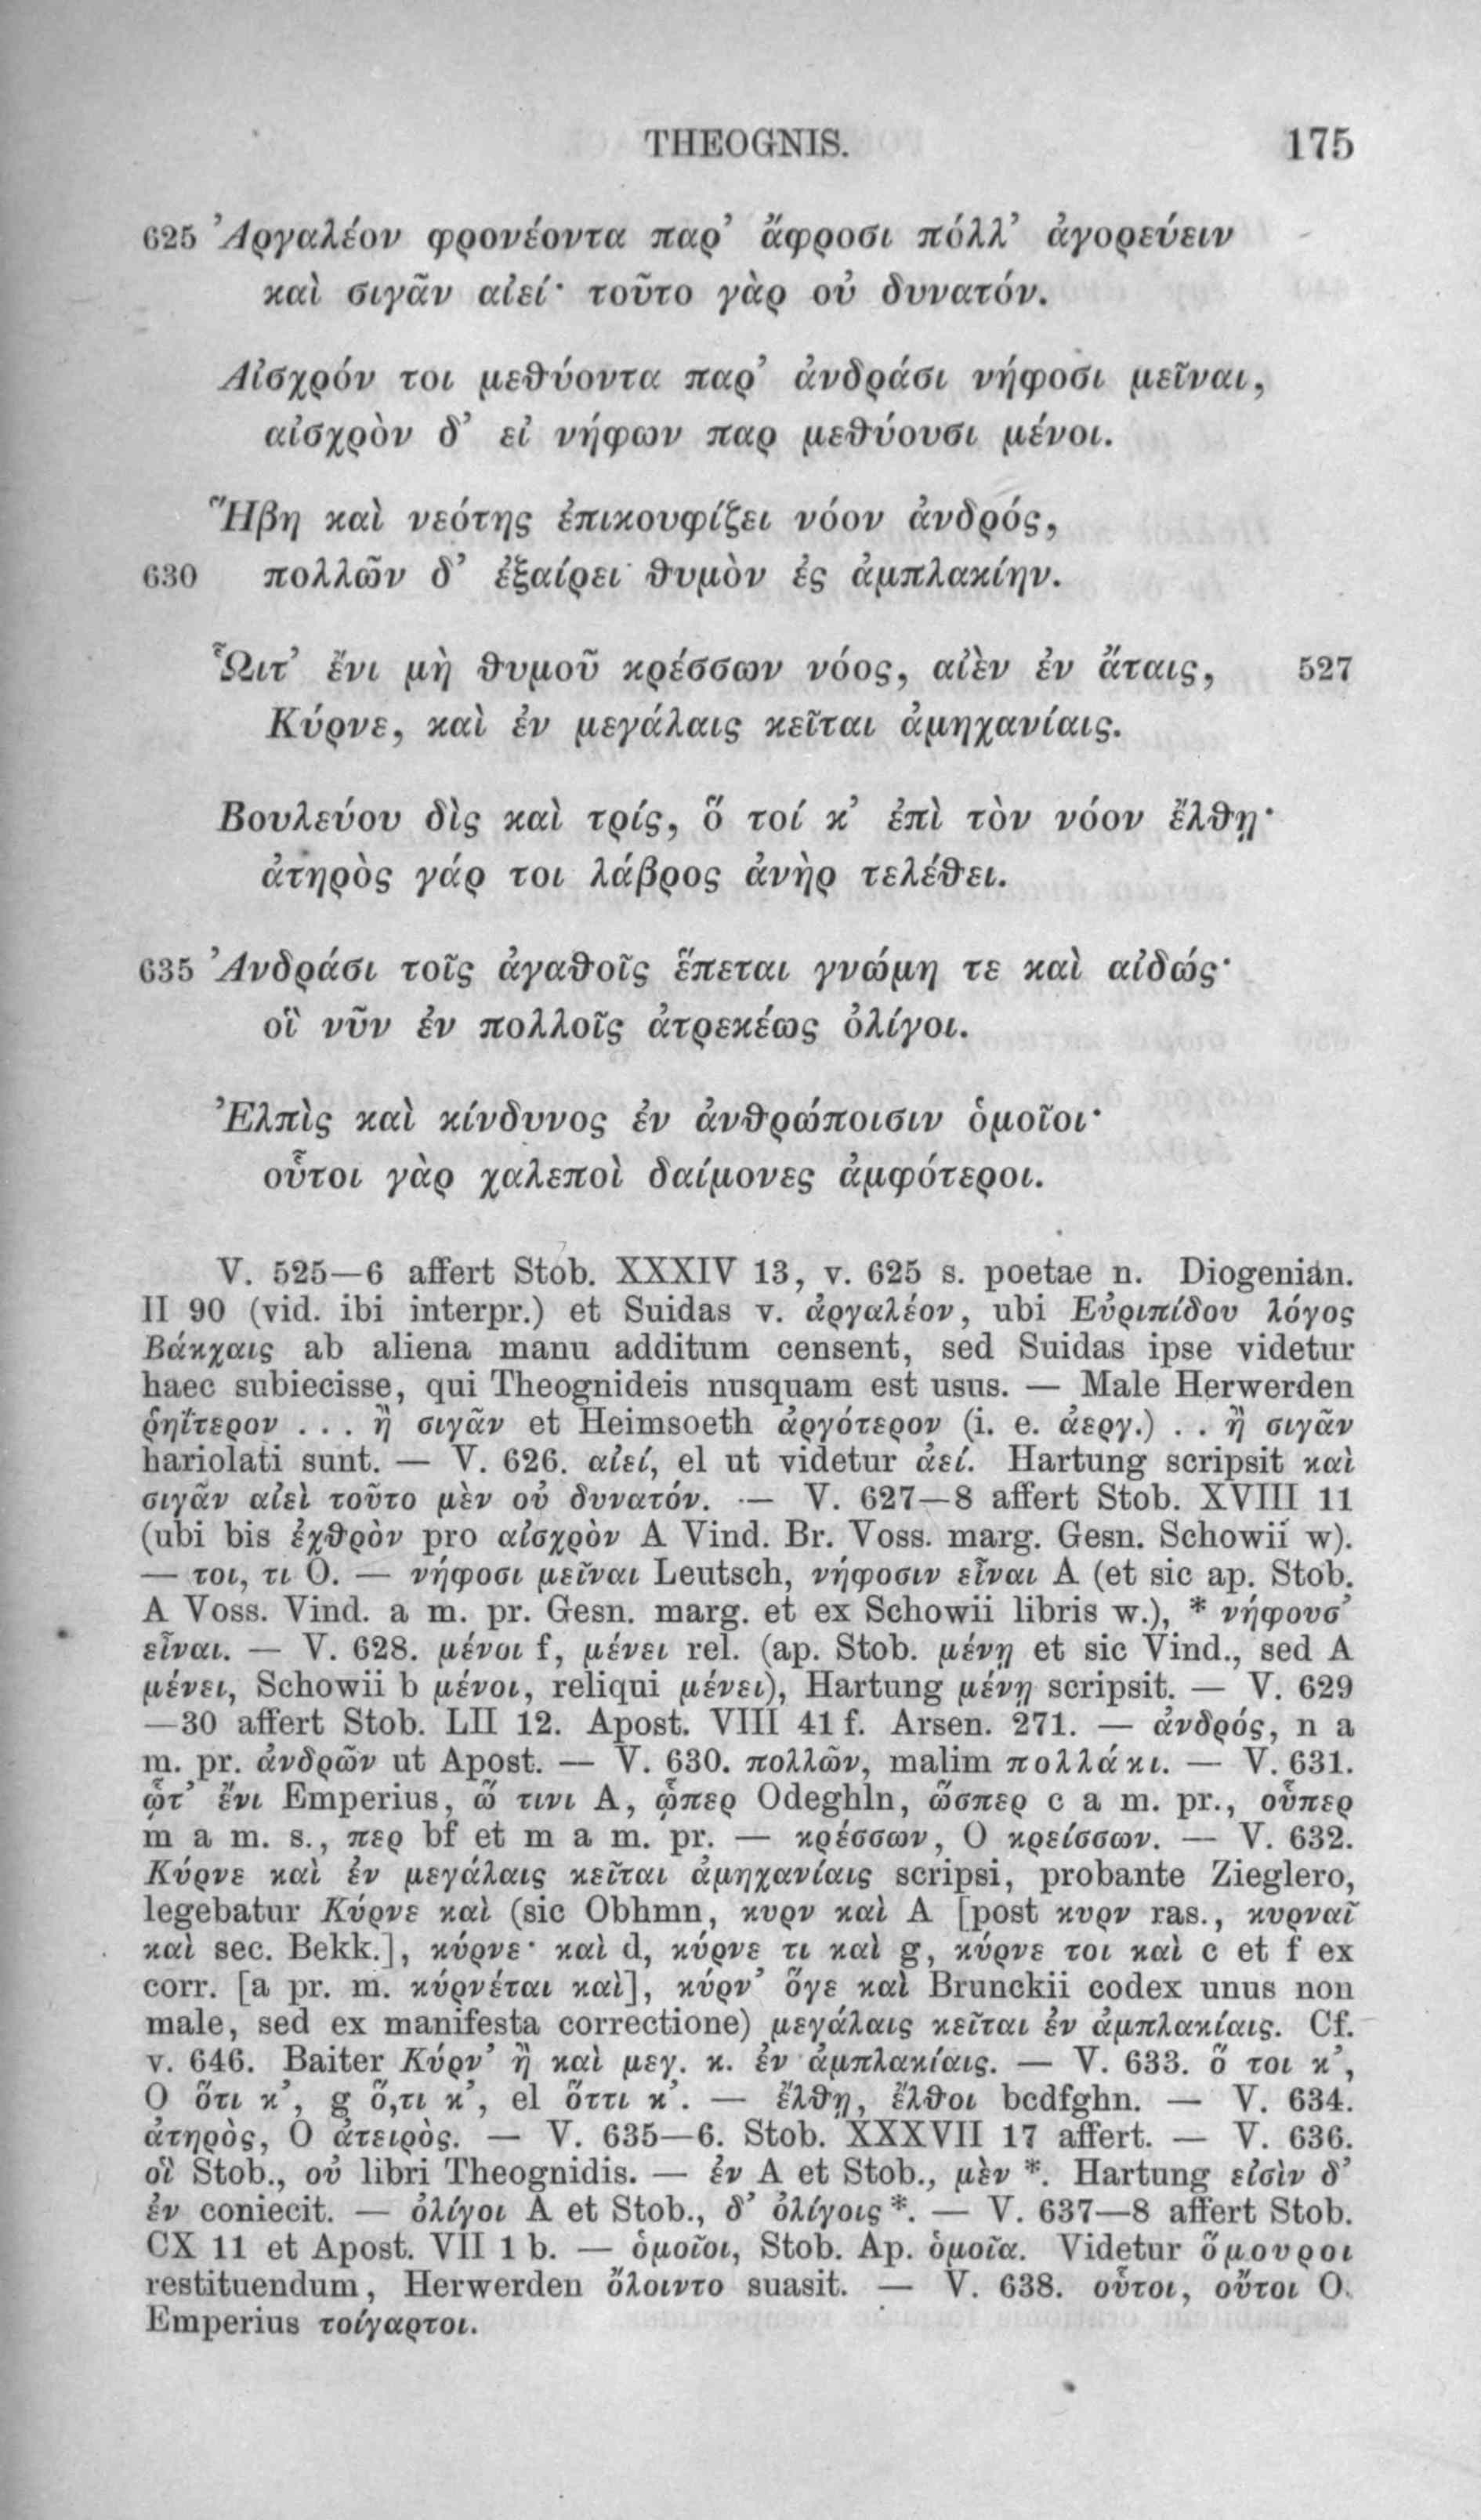 THEOGNIS. 175
625 Ἀργαλέον φρονέοντα παρ’ ἄφροσι πόλλ’ ἀγορεύειν
καὶ σιγᾶν αἰεί· τοῦτο γὰρ οὐ δυνατόν.
Αἰσχρόν τοι μεθύοντα παρ’ ἀνδράσι νήφοσι μεῖναι,
αἰσχρὸν δ’ εἰ νήφων παρ μεθύουσι μένοι.
Ἥβη καὶ νεότης ἐπικουφίζει νόον ἀνδρός,
630 πολλῶν δ’ ἐξαίρει θυμὸν ἐς ἀμπλακίην.
Ὧιτ’ ἔνι μὴ θυμοῦ κρέσσων νόος, αἰὲν ἐν ἄταις, 527
Κύρνε, καὶ ἐν μεγάλαις κεῖται ἀμηχανίαις.
Βουλεύου δὶς καὶ τρίς, ὅ τοί κ’ ἐπὶ τὸν νόον ἔλθῃ·
ἀτηρὸς γάρ τοι λάβρος ἀνὴρ τελέθει.
635 Ἀνδράσι τοῖς ἀγαθοῖς ἕπεται γνώμη τε καὶ αἰδώς·
οἳ νῦν ἐν πολλοῖς ἀτρεκέως ὀλίγοι.
Ἐλπὶς καὶ κίνδυνος ἐν ἀνθρώποισιν ὁμοῖοι·
οὗτοι γὰρ χαλεποὶ δαίμονες ἀμφότεροι.
V. 525—6 affert Stob. XXXIV 13, v. 625 s. poetae n. Diogenian.
II 90 (vid. ibi interpr.) et Suidas v. ἀργαλέον, ubi Εὐριπίδου λόγος
Βάκχαις ab aliena manu additum censent, sed Suidas ipse videtur
haec subiecisse, qui Theognideis nusquam est usus. — Male Herwerden
ῥηΐτερον . . . ἢ σιγᾶν et Heimsoeth ἀργότερον (i. e. ἀεργ.) . . ἢ σιγᾶν
hariolati sunt. — V. 626. αἰεί, el ut videtur ἀεί. Hartung scripsit καὶ
σιγᾶν αἰεὶ τοῦτο μὲν οὐ δυνατόν. — V. 627—8 affert Stob. XVIII 11
(ubi bis ἐχθρὸν pro αἰσχρὸν A Vind. Br. Voss. marg. Gesn. Schowii w).
— τοι, τι O. — νήφοσι μεῖναι Leutsch, νήφοσιν εἶναι A (et sic ap. Stob.
A Voss. Vind. a m. pr. Gesn. marg. et ex Schowii libris w.), * νήφουσ’
εἶναι. — V. 628. μένοι f, μένει rel. (ap. Stob. μένῃ et sic Vind., sed A
μένει, Schowii b μένοι, reliqui μένει), Hartung μένῃ scripsit. — V. 629
—30 affert Stob. LII 12. Apost. VIII 41 f. Arsen. 271. — ἀνδρός, n a
m. pr. ἀνδρῶν ut Apost. — V. 630. πολλῶν, malim πολλάκι. — V. 631.
ᾧτ’ ἔνι Emperius, ὥ τινι A, ᾧπερ Odeghln, ὥσπερ c a m. pr., οὗπερ
m a m. s., περ bf et m a m. pr. — κρέσσων, O κρείσσων. — V. 632.
Κύρνε καὶ ἐν μεγάλαις κεῖται ἀμηχανίαις scripsi, probante Zieglero,
legebatur Κύρνε καὶ (sic Obhmn, κυρν καὶ A [post κυρν ras., κυρναῖ
καὶ sec. Bekk.], κύρνε· καὶ d, κύρνε τι καὶ g, κύρνε τοι καὶ c et f ex
corr. [a pr. m. κύρνέται καὶ], κύρν’ ὅγε καὶ Brunckii codex unus non
male, sed ex manifesta correctione) μεγάλαις κεῖται ἐν ἀμπλακίαις. Cf.
v. 646. Baiter Κύρν’ ἢ καὶ μεγ. κ. ἐν ἀμπλακίαις. — V. 633. ὅ τοι κ’,
O ὅτι κ’, g ὅ,τι κ’, el ὅττι κ’. — ἔλθῃ, ἔλθοι bcdfghn. — V. 634.
ἀτηρὸς, O ἀτειρὸς. — V. 635—6. Stob. XXXVII 17 affert. — V. 636.
οἳ Stob., οὐ libri Theognidis. — ἐν A et Stob., μὲν *. Hartung εἰσὶν δ’
ἐν coniecit. — ὀλίγοι A et Stob., δ’ ὀλίγοις *. — V. 637—8 affert Stob.
CX 11 et Apost. VII 1 b. — ὁμοῖοι, Stob. Ap. ὁμοῖα. Videtur ὅμουροι
restituendum, Herwerden ὄλοιντο suasit. — V. 638. οὗτοι, οὔτοι O.
Emperius τοίγαρτοι.